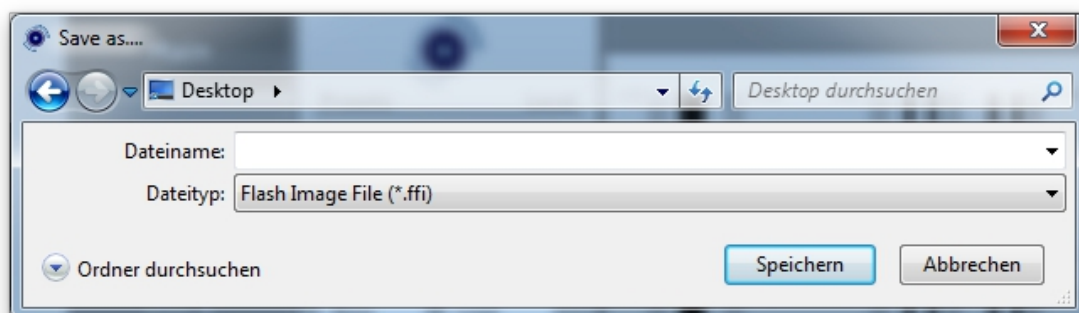 Save as....
Desktop
Desktop durchsuchen
Dateiname:
Dateityp: Flash Image File (*.ffi)
Ordner durchsuchen
Speichern
Abbrechen